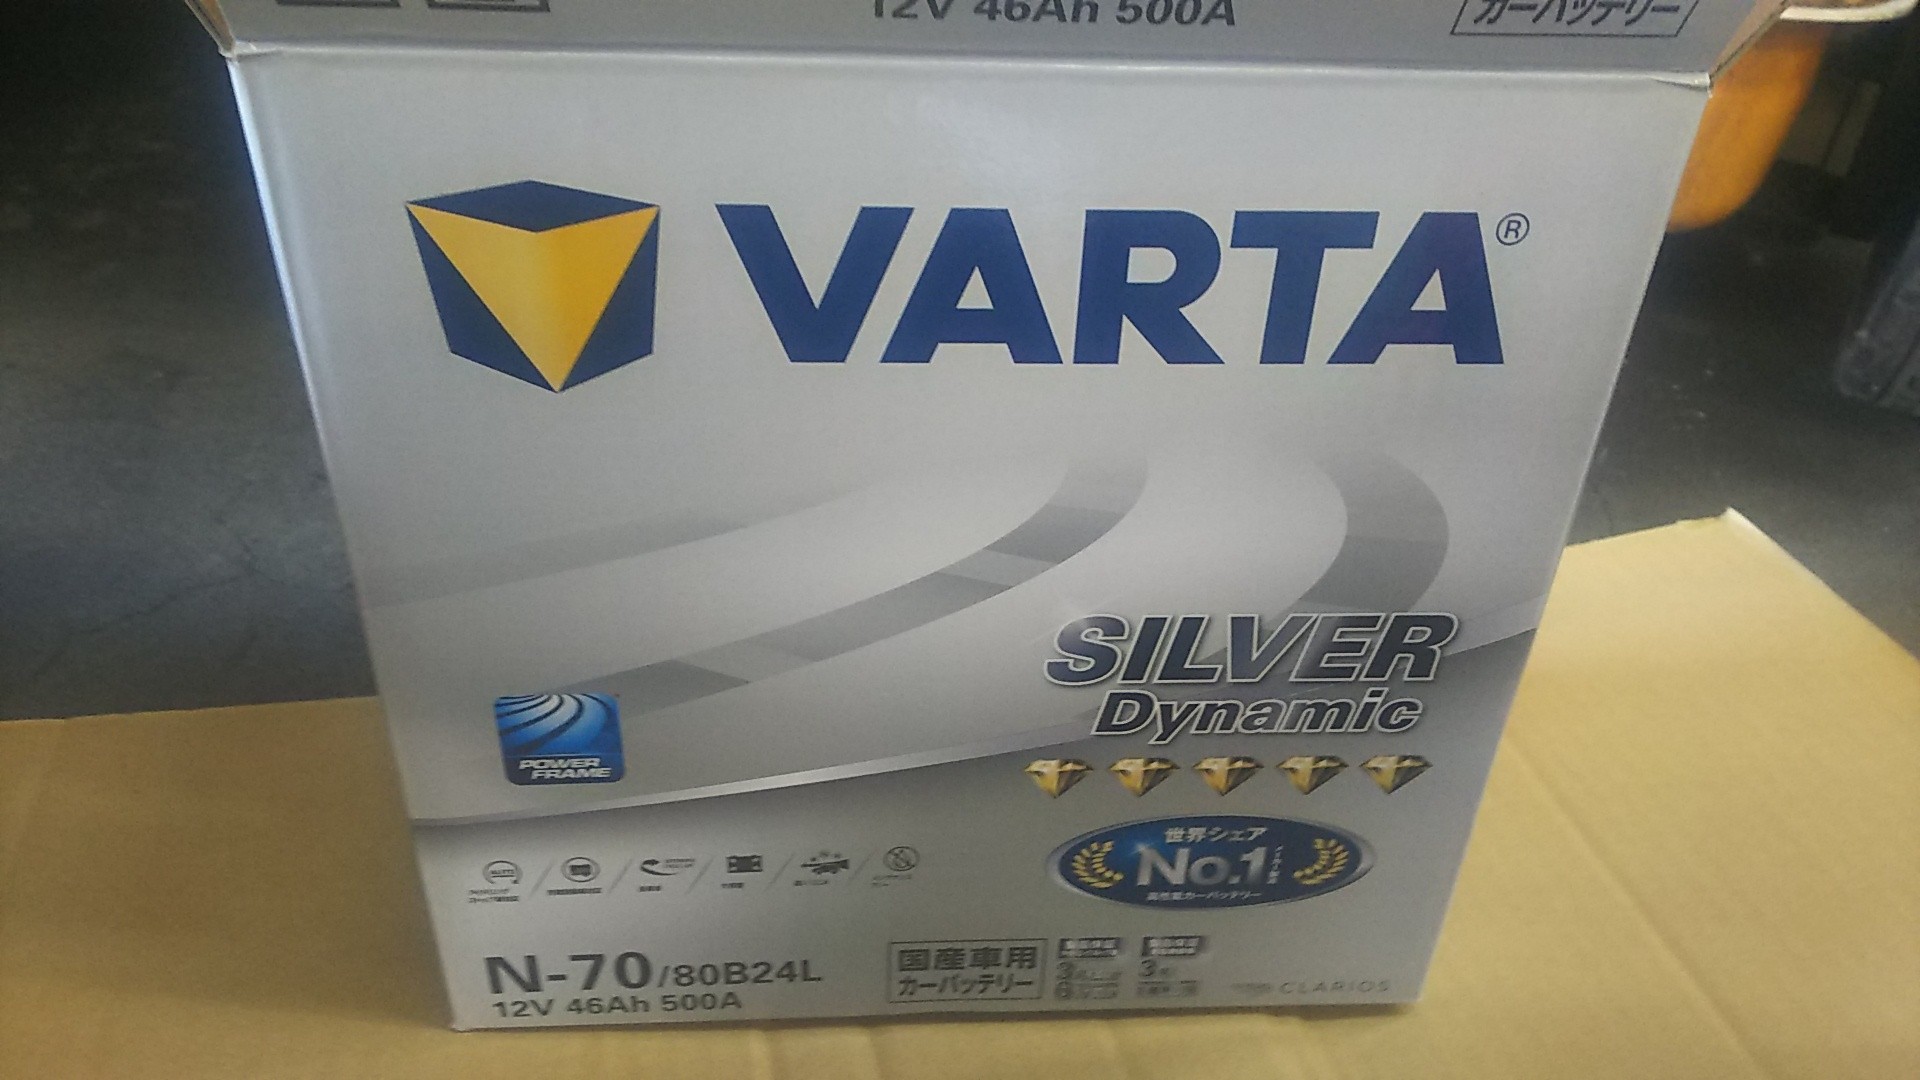 12V 46Ah 500A
カーバッテリー
VARTA®
SILVER
Dynamic
POWER
FRAME
世界シェア
No.1
高性能カーバッテリー
AUTO
N-70/80B24L
12V 46Ah 500A
国産車用
カーバッテリー
CLARIOS